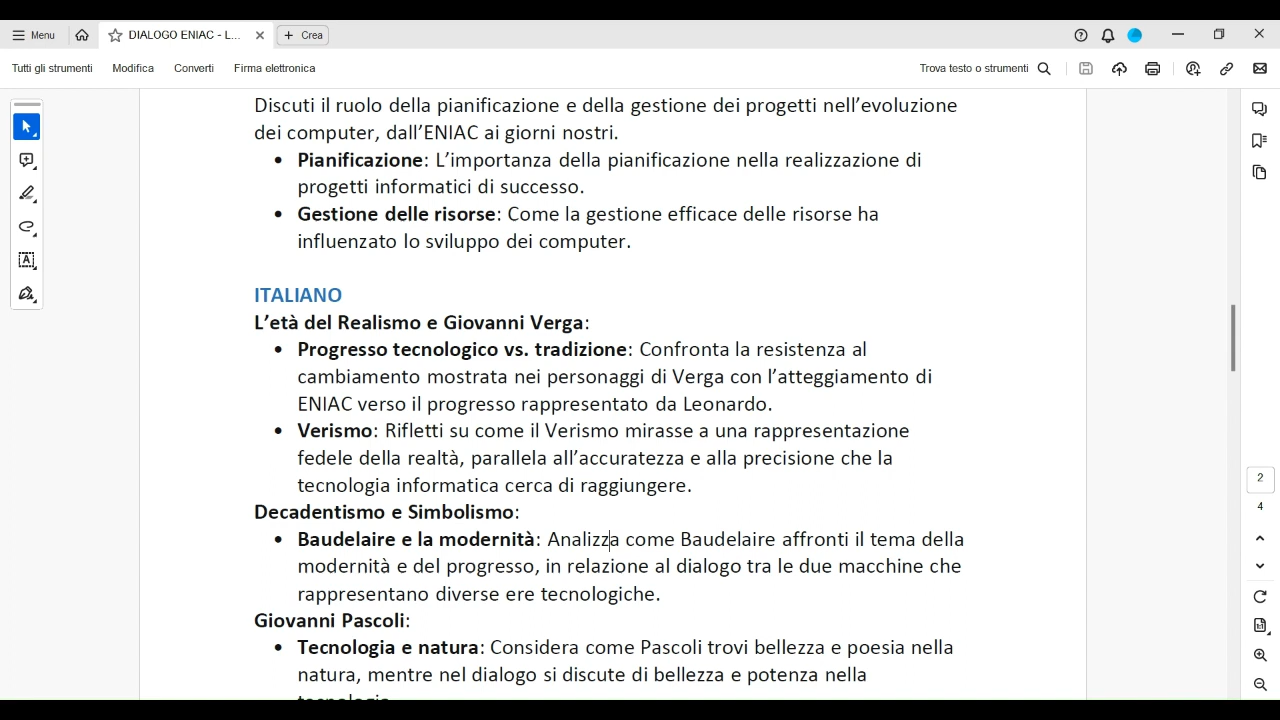 Menu
DIALOGO ENIAC - L...
Crea
Tutti gli strumenti
Modifica
Converti
Firma elettronica
Trova testo o strumenti
Discuti il ruolo della pianificazione e della gestione dei progetti nell'evoluzione
dei computer, dall'ENIAC ai giorni nostri.
• Pianificazione: L'importanza della pianificazione nella realizzazione di
progetti informatici di successo.
• Gestione delle risorse: Come la gestione efficace delle risorse ha
influenzato lo sviluppo dei computer.
ITALIANO
L'età del Realismo e Giovanni Verga:
• Progresso tecnologico vs. tradizione: Confronta la resistenza al
cambiamento mostrata nei personaggi di Verga con l'atteggiamento di
ENIAC verso il progresso rappresentato da Leonardo.
• Verismo: Rifletti su come il Verismo mirasse a una rappresentazione
fedele della realtà, parallela all'accuratezza e alla precisione che la
tecnologia informatica cerca di raggiungere.
Decadentismo e Simbolismo:
• Baudelaire e la modernità: Analizza come Baudelaire affronti il tema della
modernità e del progresso, in relazione al dialogo tra le due macchine che
rappresentano diverse ere tecnologiche.
Giovanni Pascoli:
• Tecnologia e natura: Considera come Pascoli trovi bellezza e poesia nella
natura, mentre nel dialogo si discute di bellezza e potenza nella
2
4